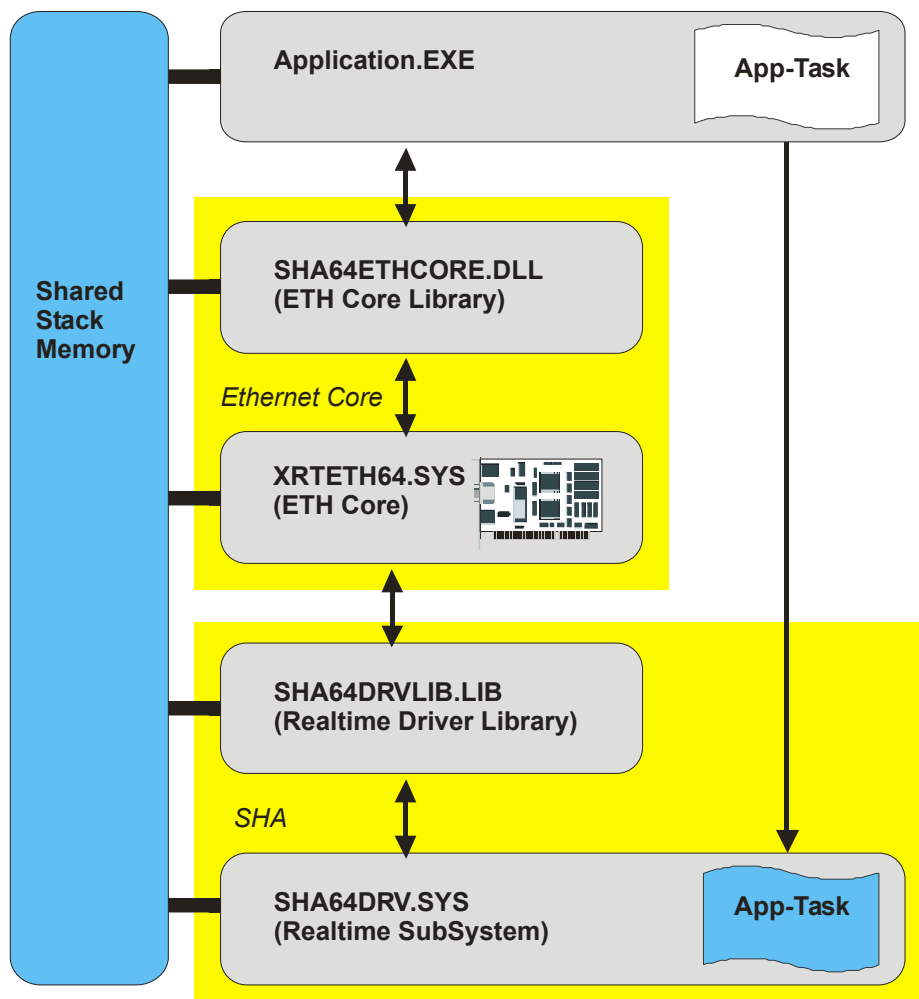 Application.EXE
App-Task
SHA64ETHCORE.DLL
(ETH Core Library)
Shared
Stack
Memory
Ethernet Core
XRTETH64.SYS
(ETH Core)
SHA64DRVLIB.LIB
(Realtime Driver Library)
SHA
SHA64DRV.SYS
(Realtime SubSystem)
App-Task